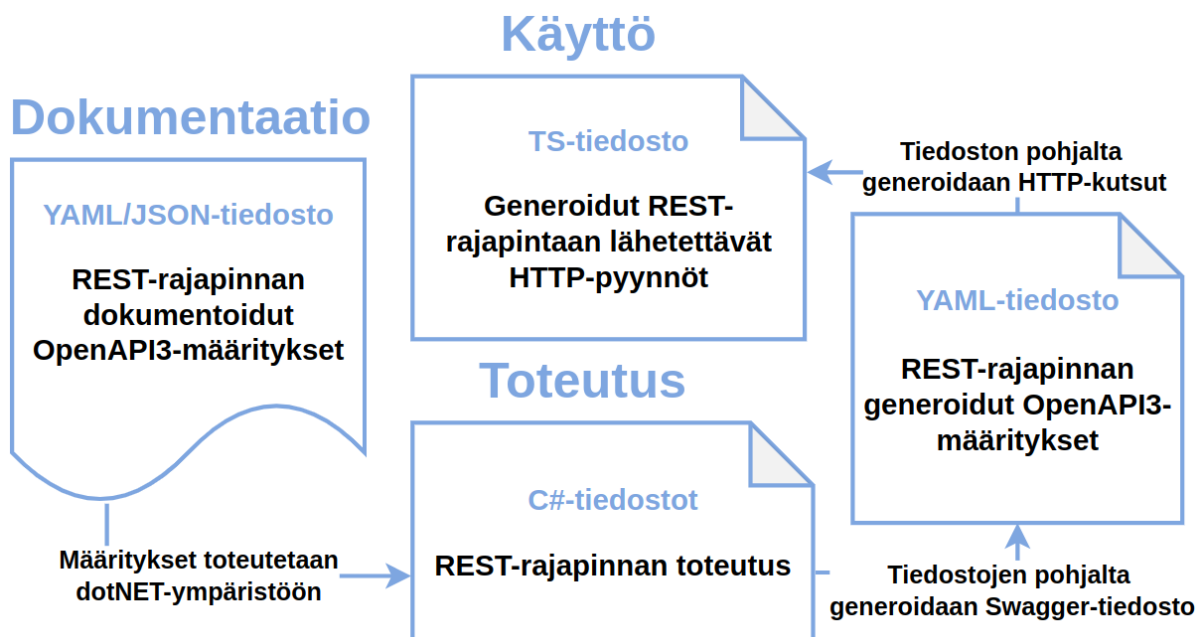 Dokumentaatio
YAML/JSON-tiedosto
REST-rajapinnan
dokumentoidut
OpenAPI3-määritykset
Määritykset toteutetaan
dotNET-ympäristöön
Käyttö
TS-tiedosto
Generoidut REST-
rajapintaan lähetettävät
HTTP-pyynnöt
Toteutus
C#-tiedostot
REST-rajapinnan toteutus
Tiedoston pohjalta
generoidaan HTTP-kutsut
YAML-tiedosto
REST-rajapinnan
generoidut OpenAPI3-
määritykset
Tiedostojen pohjalta
generoidaan Swagger-tiedosto